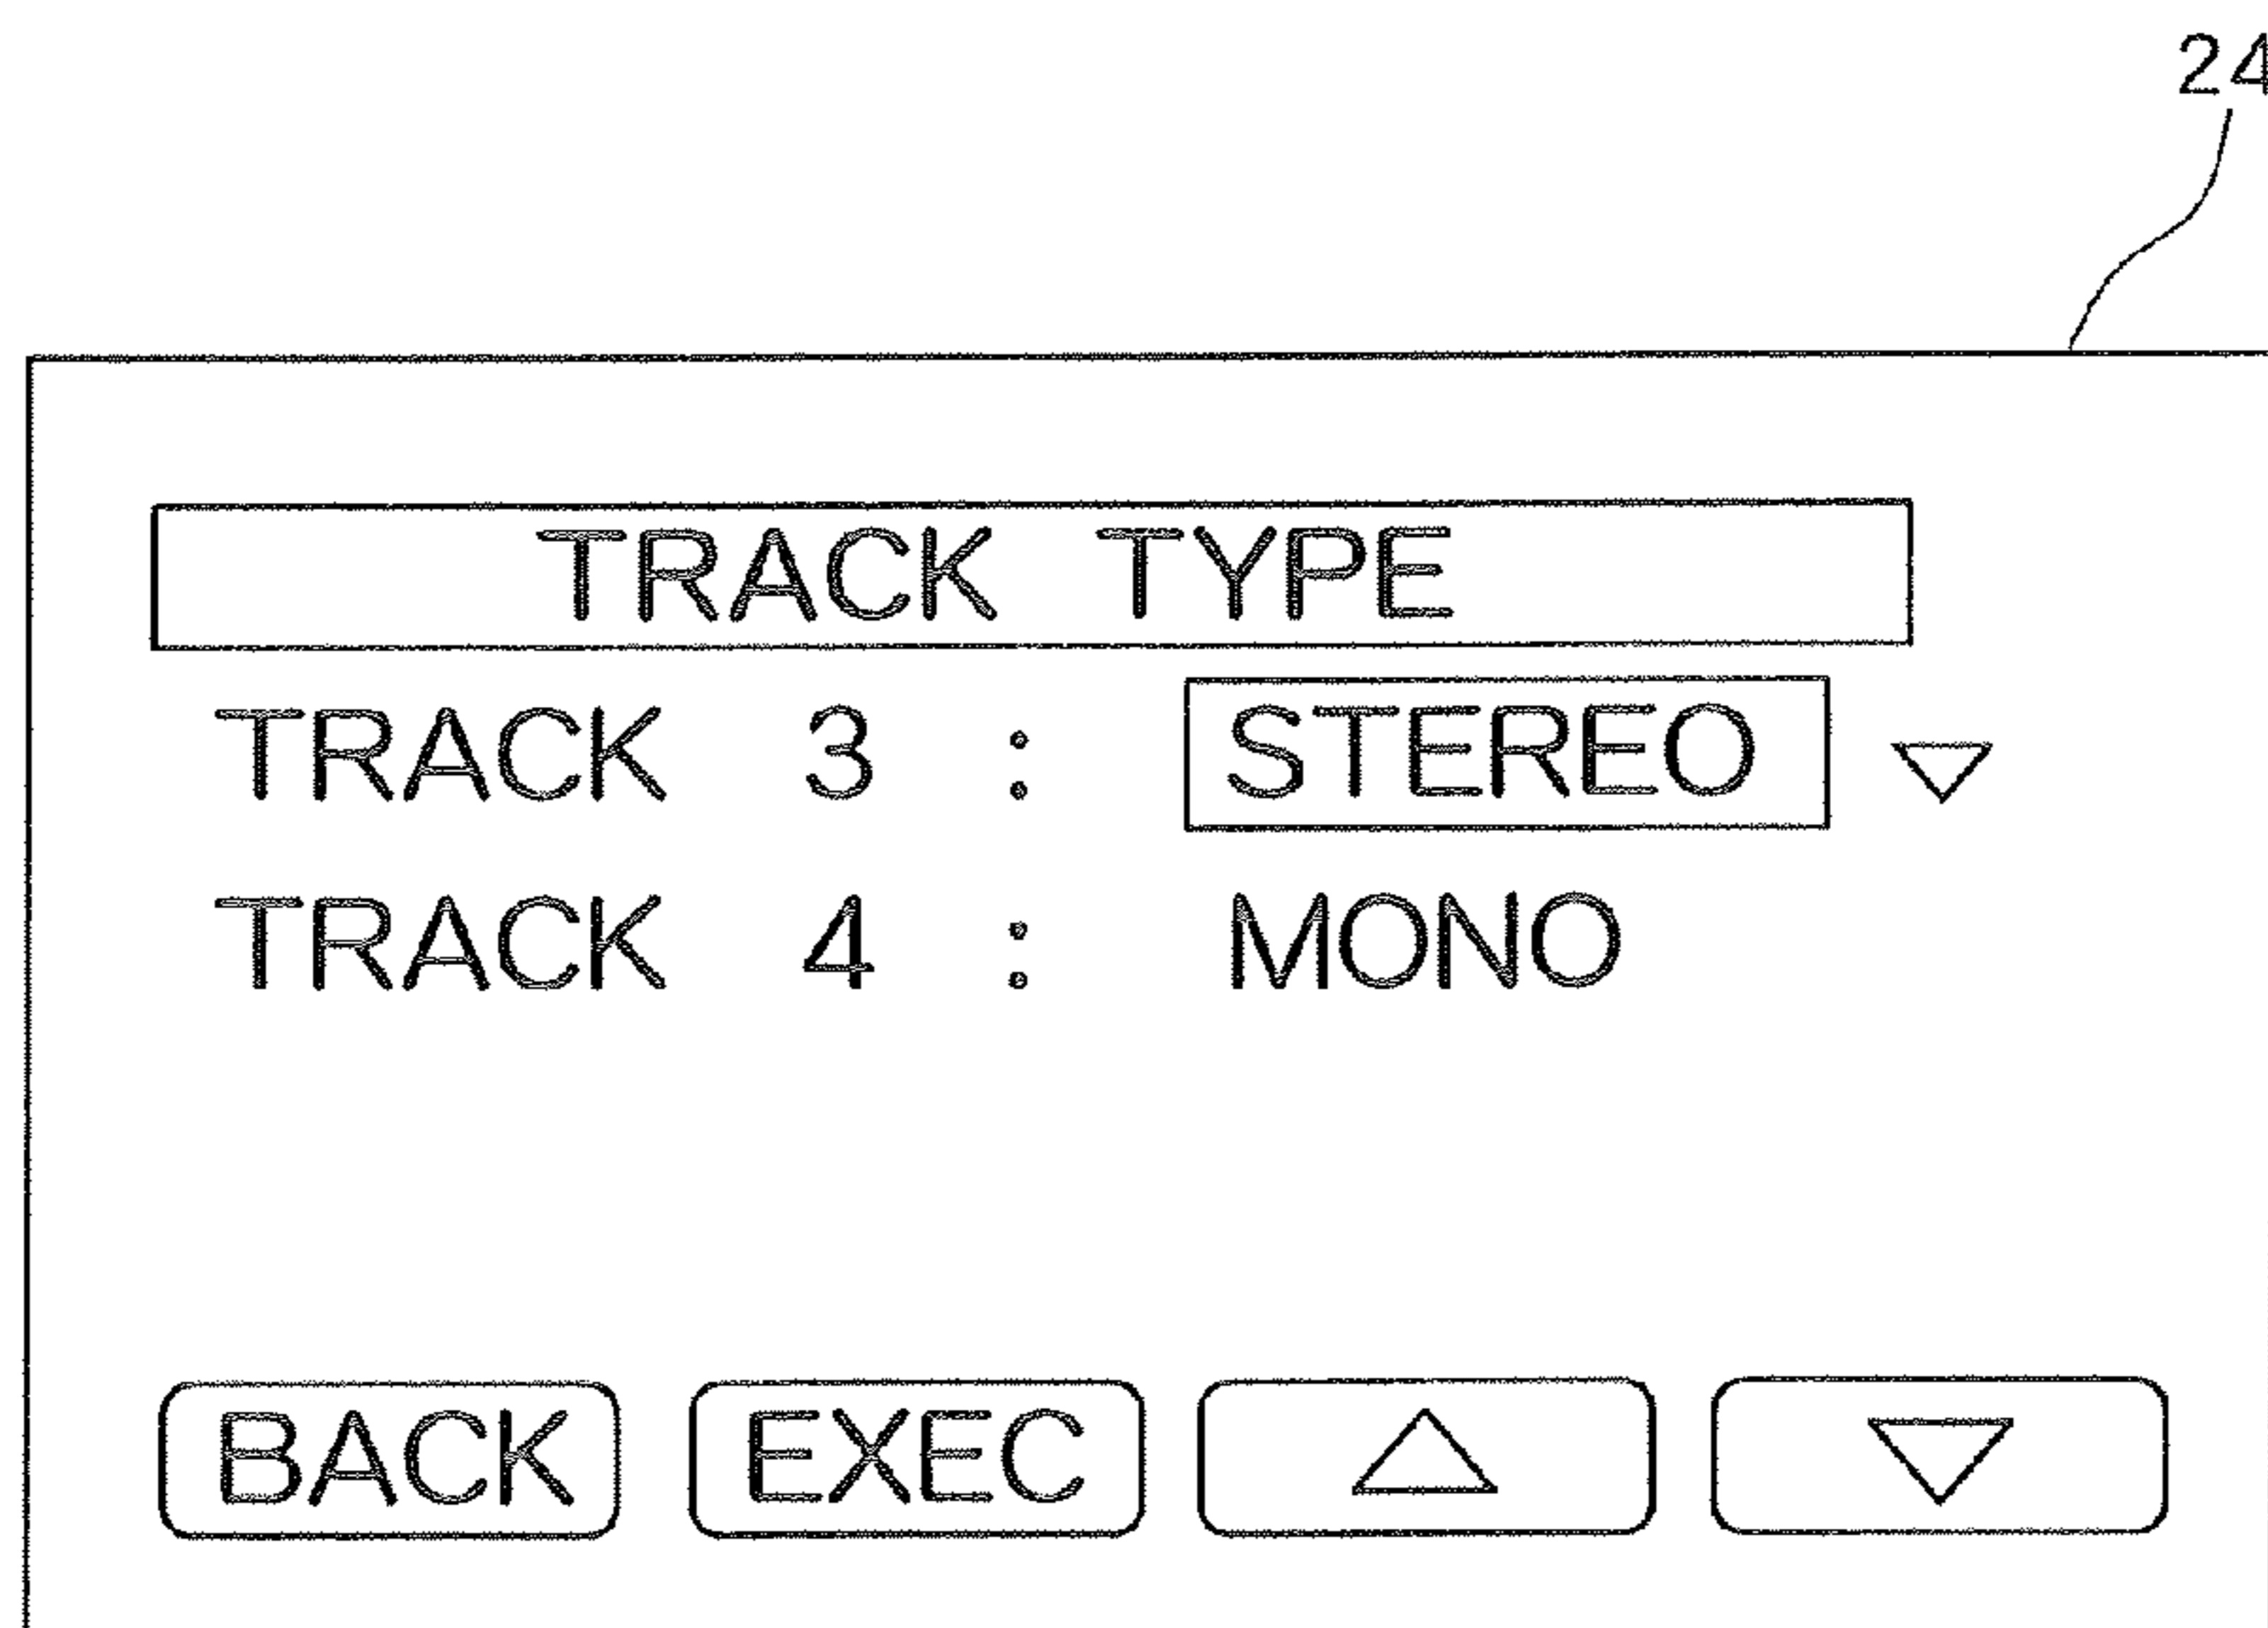 24
TRACK TYPE
TRACK 3 : STEREO ▽
TRACK 4 : MONO
BACK EXEC △ ▽